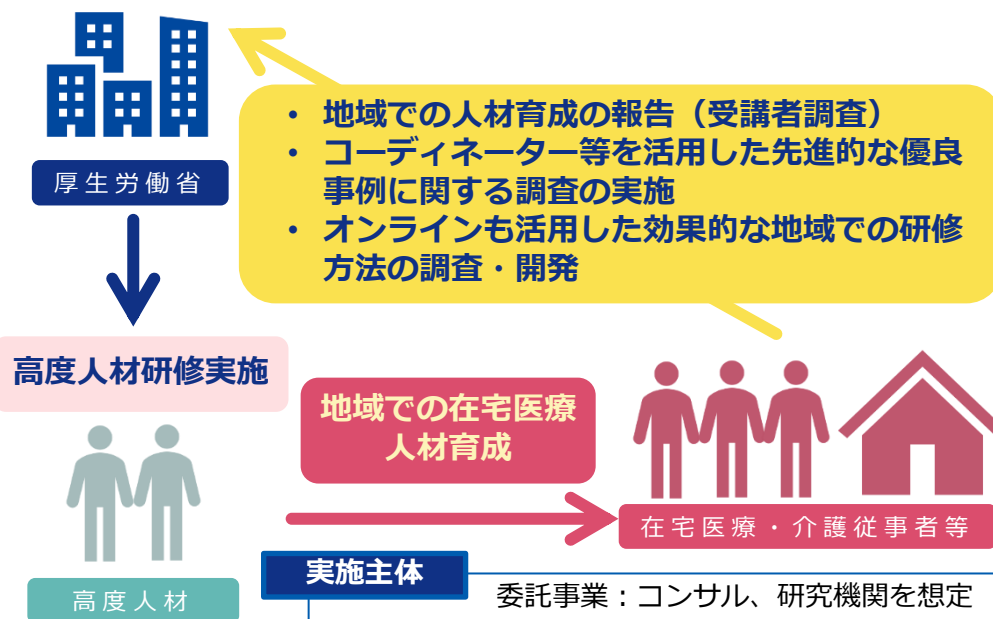 厚生労働省
• 地域での人材育成の報告（受講者調査）
• コーディネーター等を活用した先進的な優良
事例に関する調査の実施
• オンラインも活用した効果的な地域での研修
方法の調査・開発
高度人材研修実施
地域での在宅医療
人材育成
高度人材
在宅医療・介護従事者等
実施主体
委託事業：コンサル、研究機関を想定